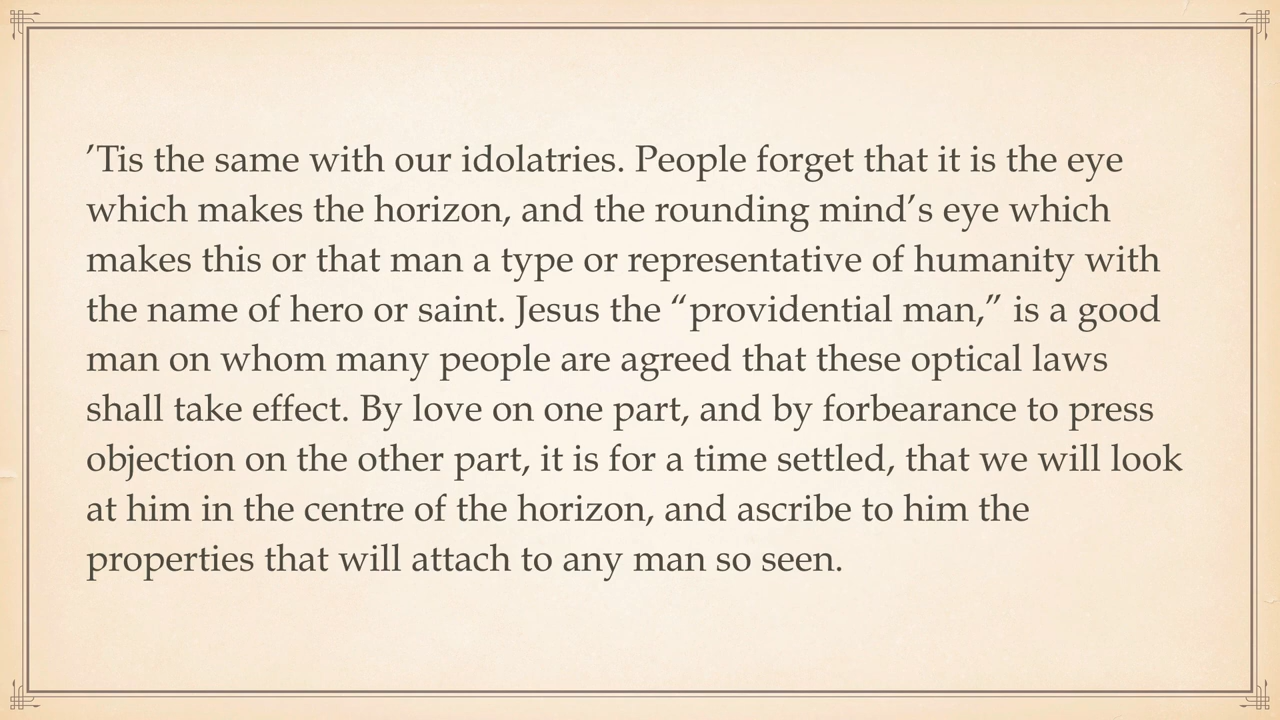 ’Tis the same with our idolatries. People forget that it is the eye
which makes the horizon, and the rounding mind’s eye which
makes this or that man a type or representative of humanity with
the name of hero or saint. Jesus the “providential man,” is a good
man on whom many people are agreed that these optical laws
shall take effect. By love on one part, and by forbearance to press
objection on the other part, it is for a time settled, that we will look
at him in the centre of the horizon, and ascribe to him the
properties that will attach to any man so seen.